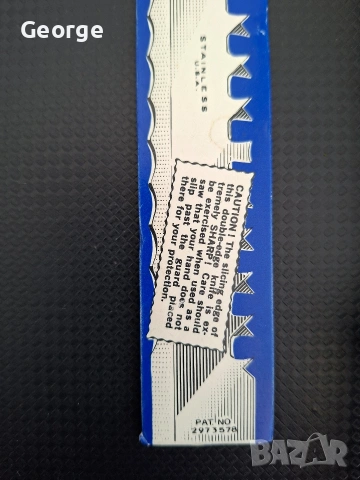 George
STAINLESS
U.S.A.
CAUTION! The slicing edge of
this double-edge knife is ex-
tremely SHARP! Care should
be exercised when used as a
saw that your hand does not
slip past the guard placed
there for your protection.
PAT. NO
2973578
BAZAR